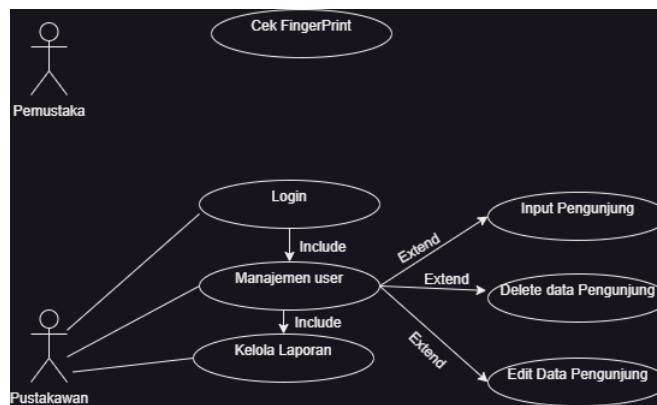 Cek FingerPrint
Pemustaka
Login
Include
Manajemen user
Include
Kelola Laporan
Pustakawan
Extend
Input Pengunjung
Extend
Delete data Pengunjung
Extend
Edit Data Pengunjung